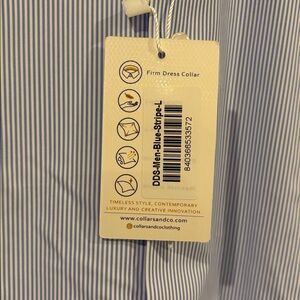 Firm Dress Collar
DDS-Men-Blue-Stripe-L
840366533572
TIMELESS STYLE, CONTEMPORARY
LUXURY AND CREATIVE INNOVATION
www.collarsandco.com
collarsandcoclothing